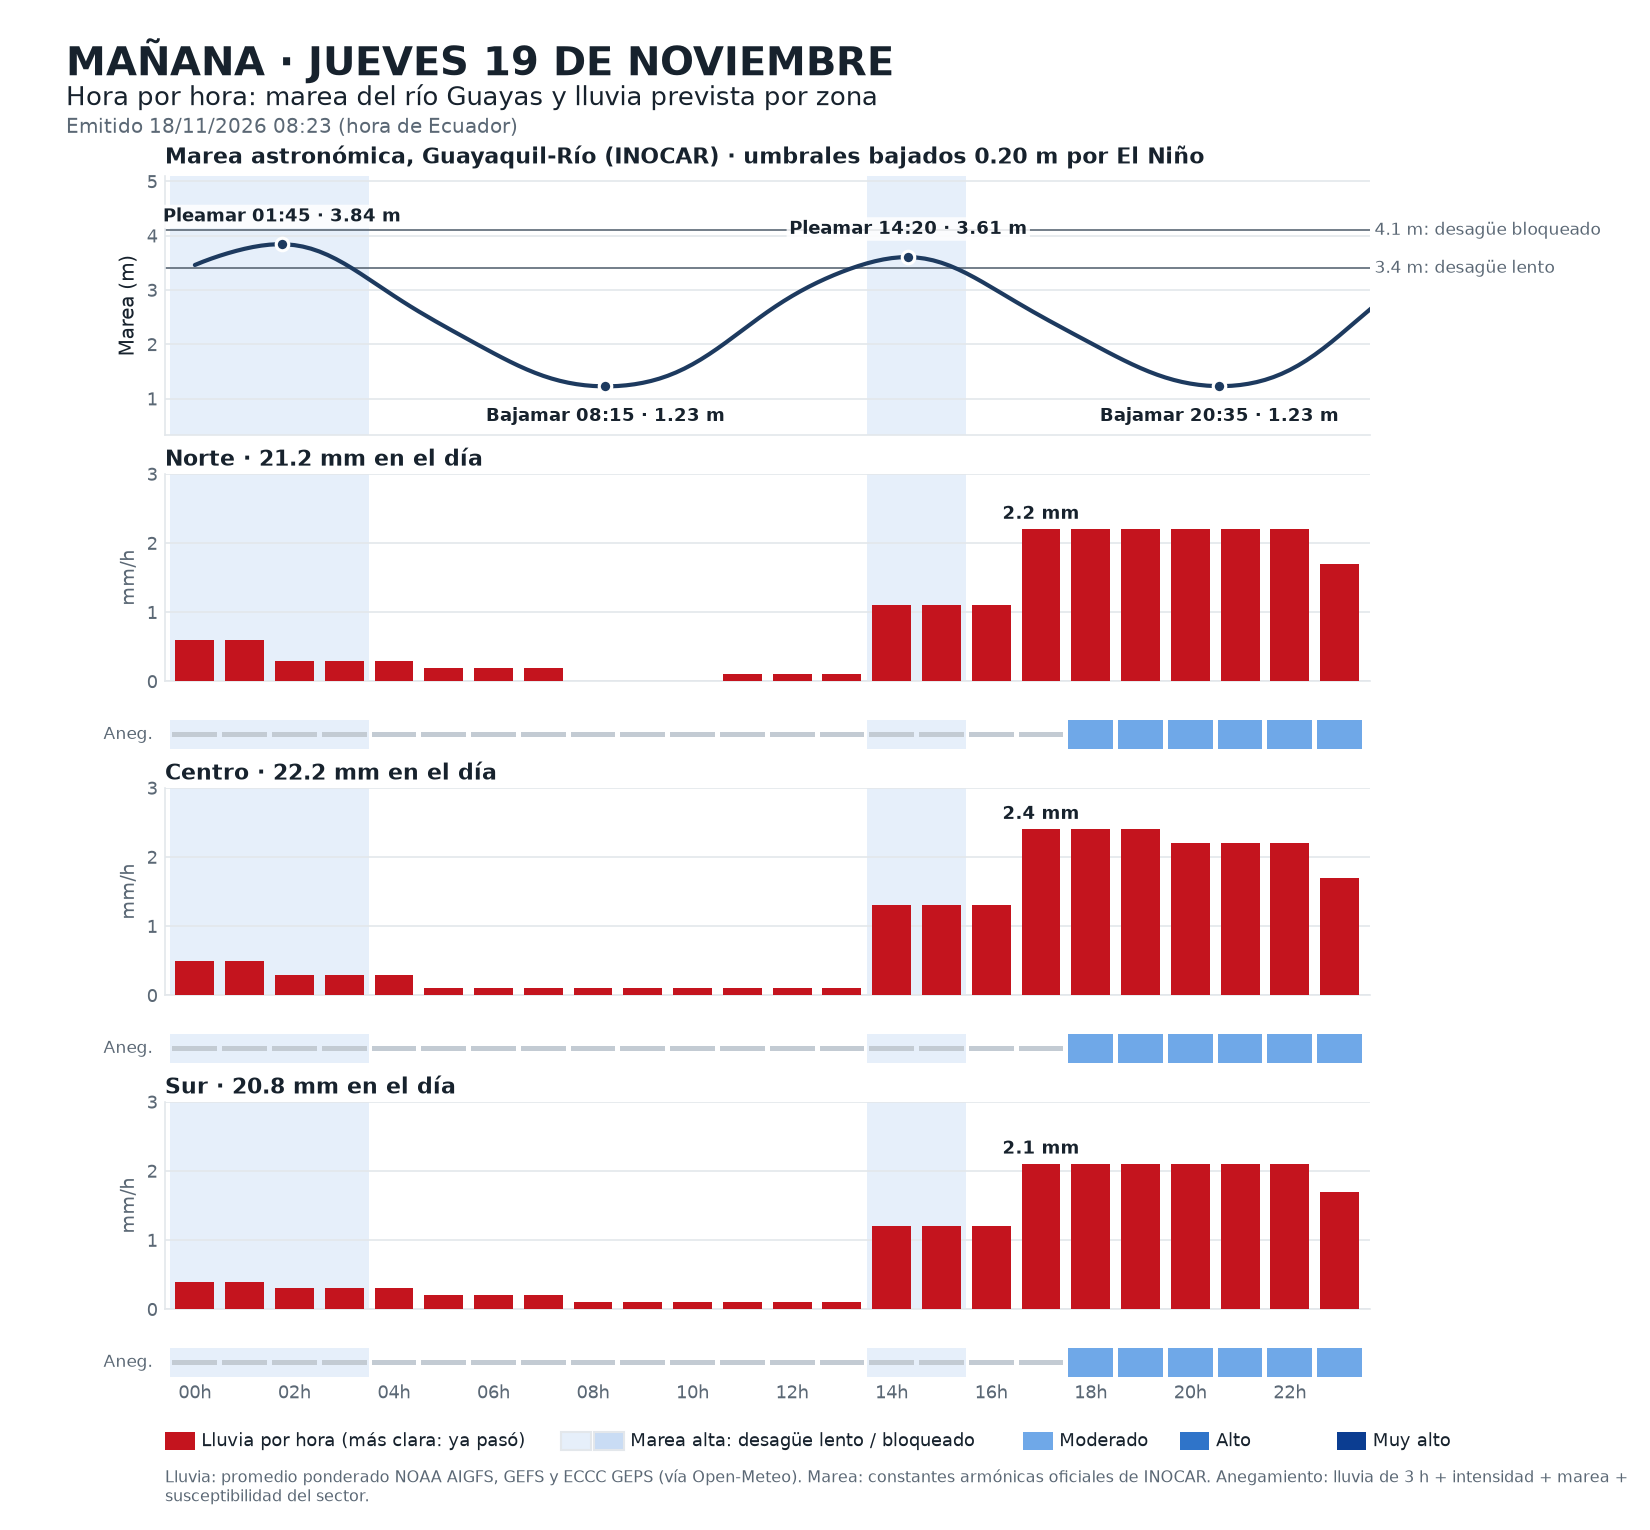 MAÑANA · JUEVES 19 DE NOVIEMBRE
Hora por hora: marea del río Guayas y lluvia prevista por zona
Emitido 18/11/2026 08:23 (hora de Ecuador)
Marea astronómica, Guayaquil-Río (INOCAR) · umbrales bajados 0.20 m por El Niño
5
4
3
2
1
Marea (m)
Pleamar 01:45 · 3.84 m
Pleamar 14:20 · 3.61 m
4.1 m: desagüe bloqueado
3.4 m: desagüe lento
Bajamar 08:15 · 1.23 m
Bajamar 20:35 · 1.23 m
Norte · 21.2 mm en el día
3
2
1
0
mm/h
2.2 mm
Aneg.
Centro · 22.2 mm en el día
3
2
1
0
mm/h
2.4 mm
Aneg.
Sur · 20.8 mm en el día
3
2
1
0
mm/h
2.1 mm
Aneg.
00h 02h 04h 06h 08h 10h 12h 14h 16h 18h 20h 22h
Lluvia por hora (más clara: ya pasó) Marea alta: desagüe lento / bloqueado Moderado Alto Muy alto
Lluvia: promedio ponderado NOAA AIGFS, GEFS y ECCC GEPS (vía Open-Meteo). Marea: constantes armónicas oficiales de INOCAR. Anegamiento: lluvia de 3 h + intensidad + marea +
susceptibilidad del sector.